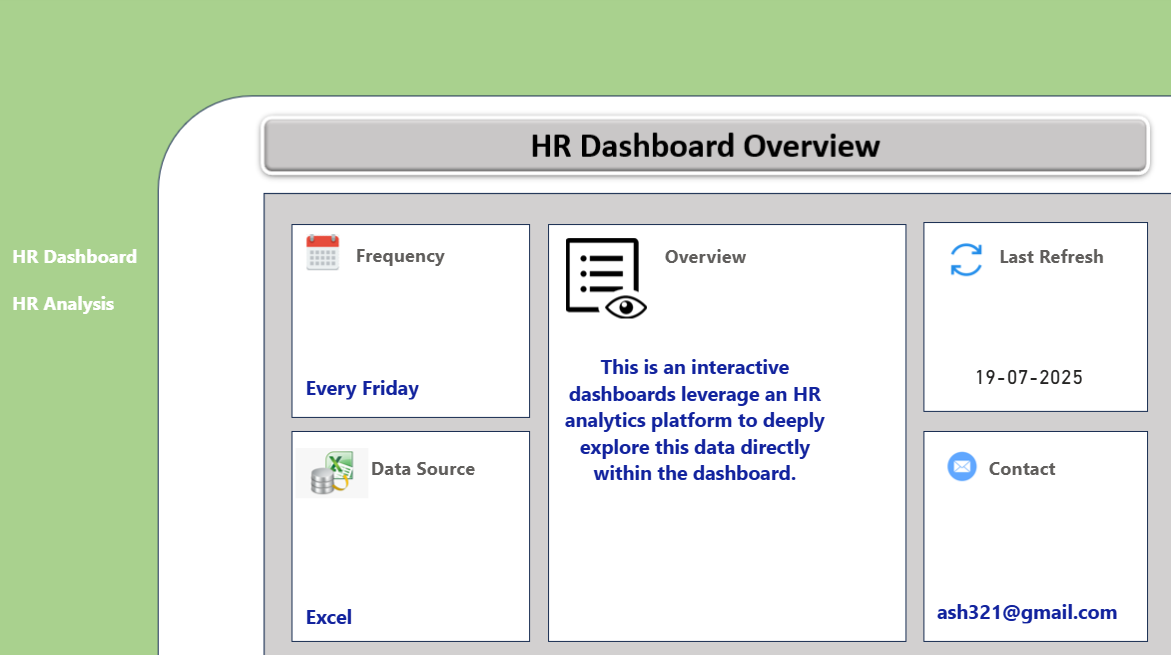 HR Dashboard Overview
HR Dashboard
HR Analysis
Frequency
Every Friday
Overview
This is an interactive
dashboards leverage an HR
analytics platform to deeply
explore this data directly
within the dashboard.
Last Refresh
19-07-2025
Data Source
Excel
Contact
ash321@gmail.com